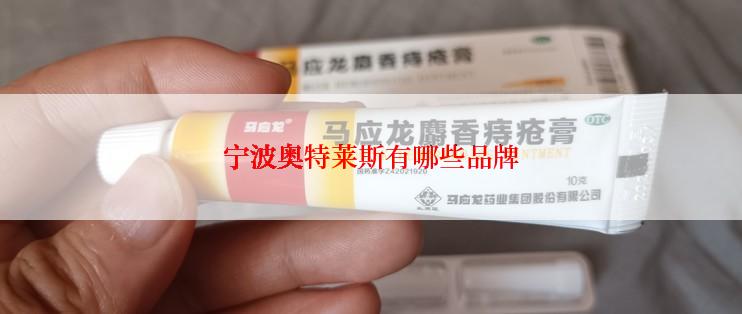 马应龙麝香痔疮膏
OTC
马应龙®
马应龙麝香痔疮膏
宁波奥特莱斯有哪些品牌
OINTMENT
国药准字Z42021920
10克
马应龙药业集团股份有限公司